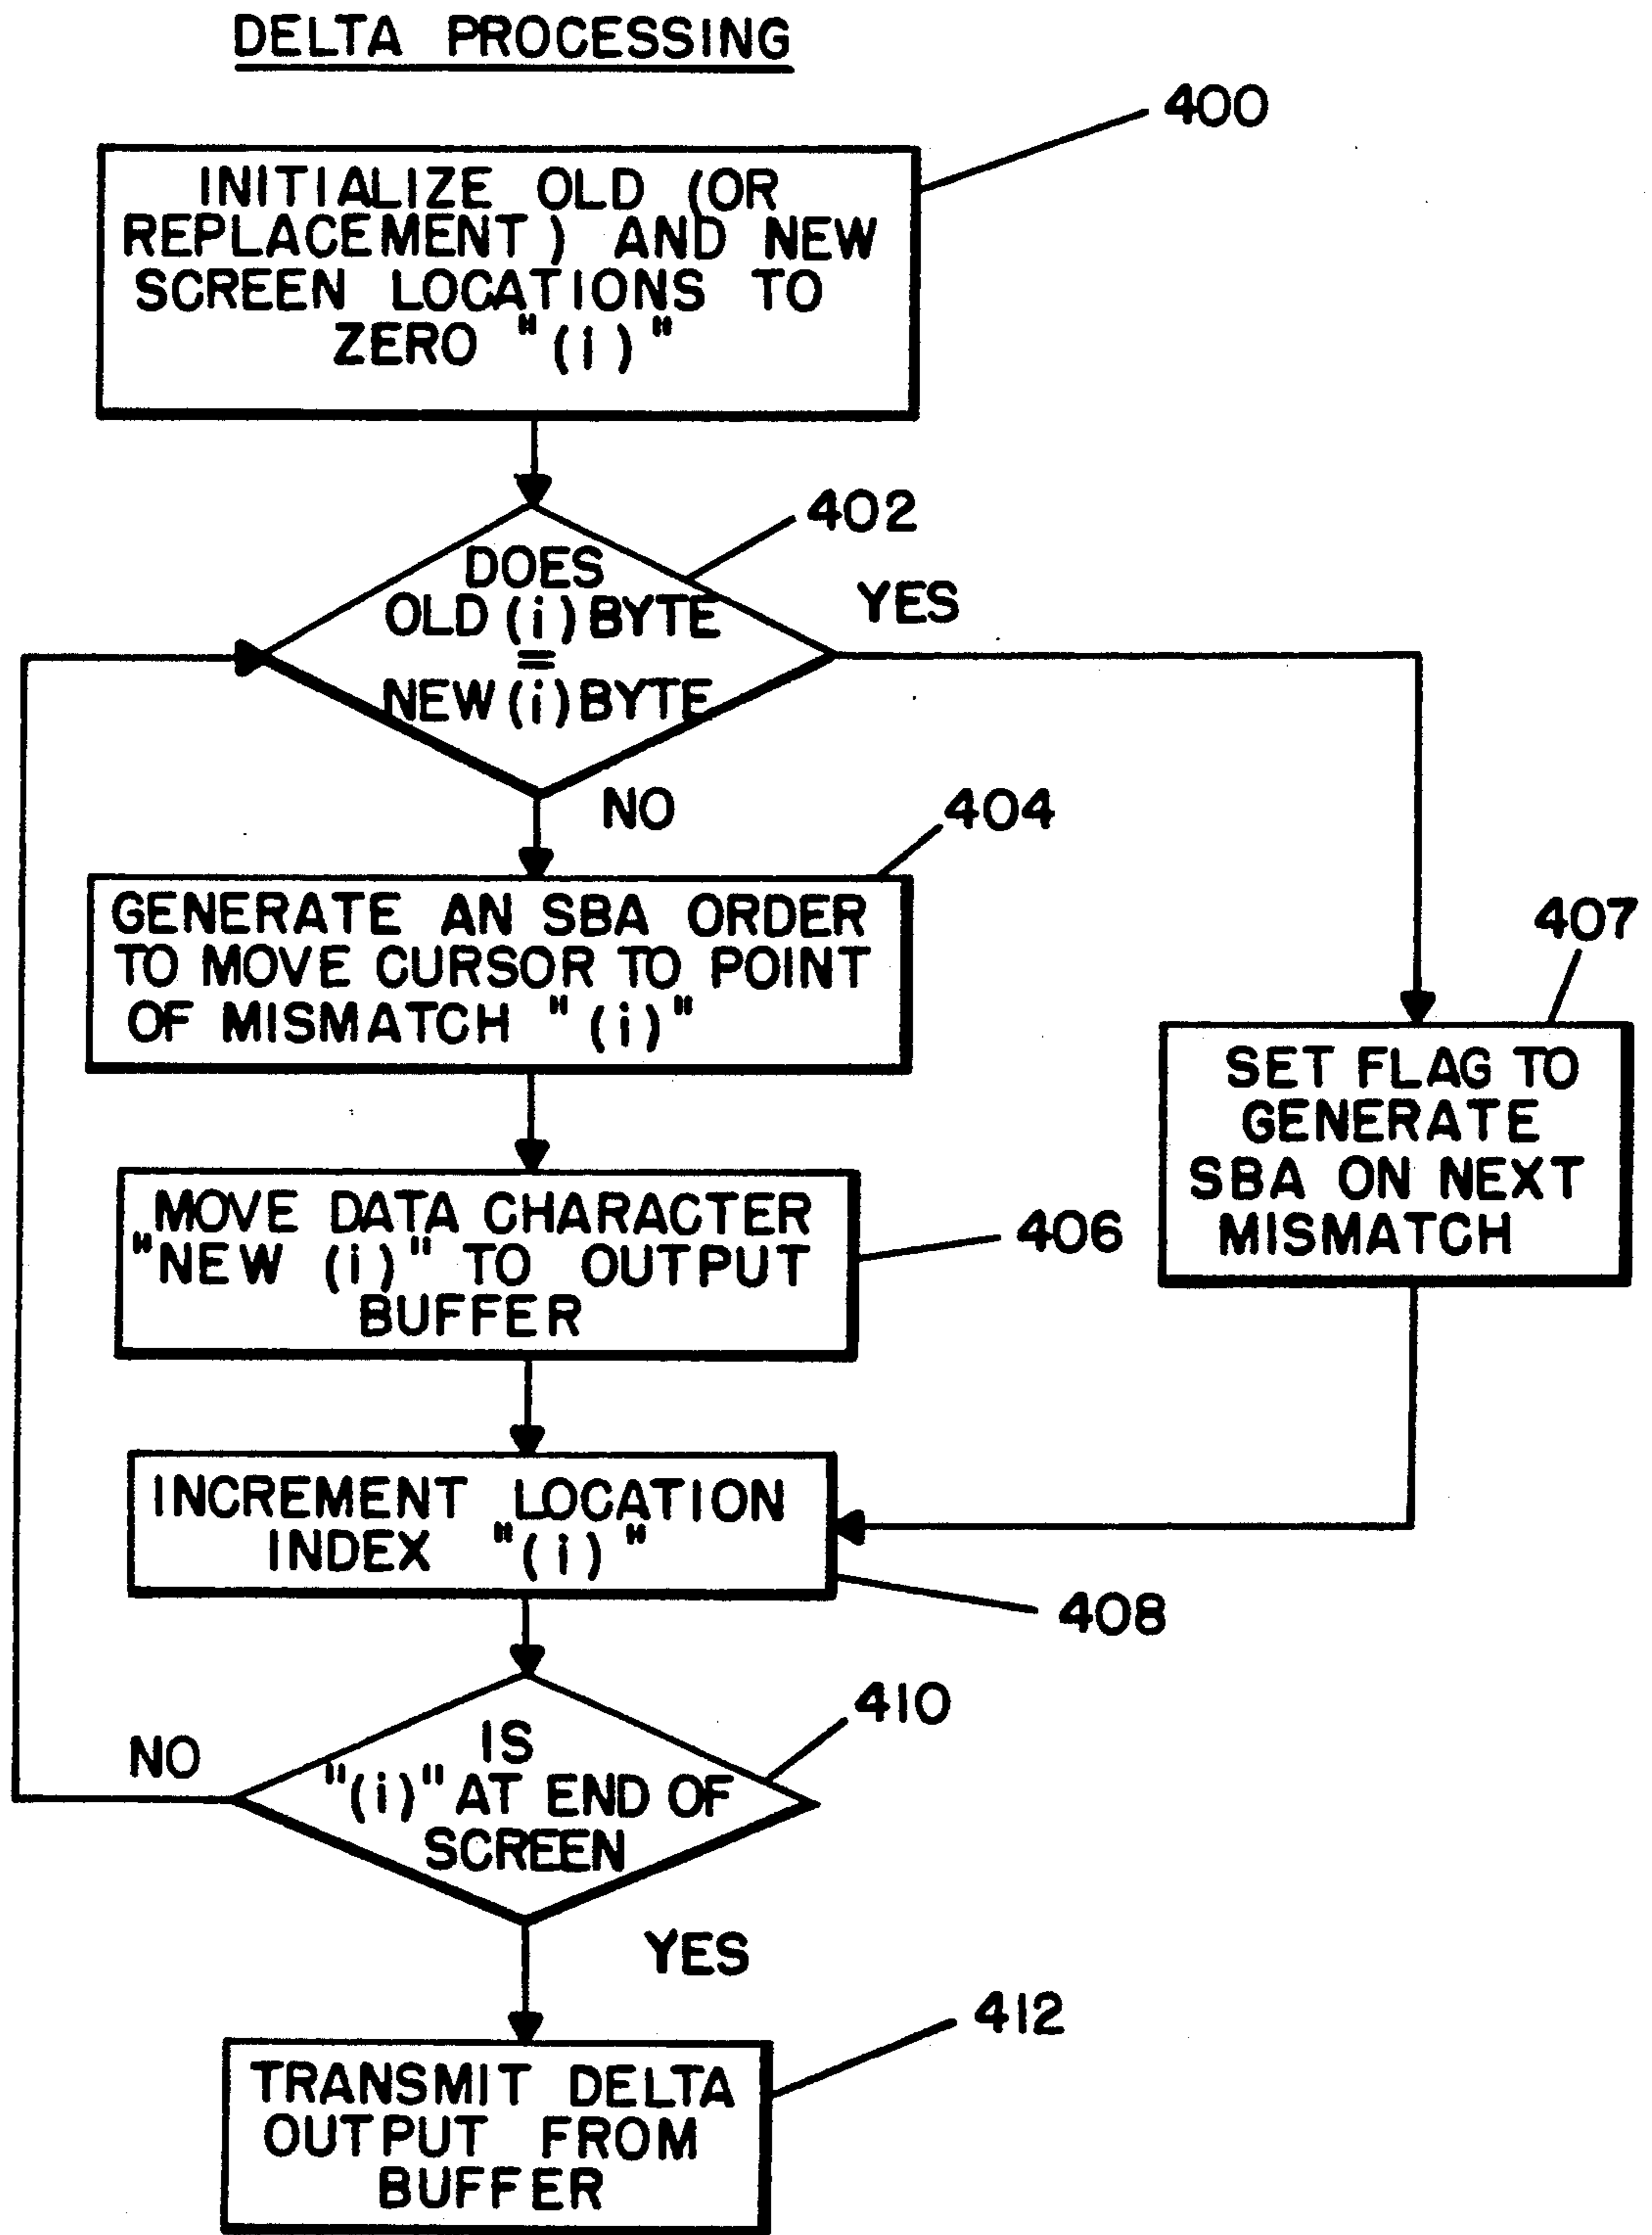 DELTA PROCESSING
400
INITIALIZE OLD (OR
REPLACEMENT) AND NEW
SCREEN LOCATIONS TO
ZERO "(i)"
402
DOES
OLD (i) BYTE
=
NEW (i) BYTE
YES
NO
404
GENERATE AN SBA ORDER
TO MOVE CURSOR TO POINT
OF MISMATCH "(i)"
407
SET FLAG TO
GENERATE
SBA ON NEXT
MISMATCH
MOVE DATA CHARACTER
"NEW (i)" TO OUTPUT
BUFFER
406
INCREMENT LOCATION
INDEX "(i)"
408
410
IS
"(i)" AT END OF
SCREEN
NO
YES
412
TRANSMIT DELTA
OUTPUT FROM
BUFFER